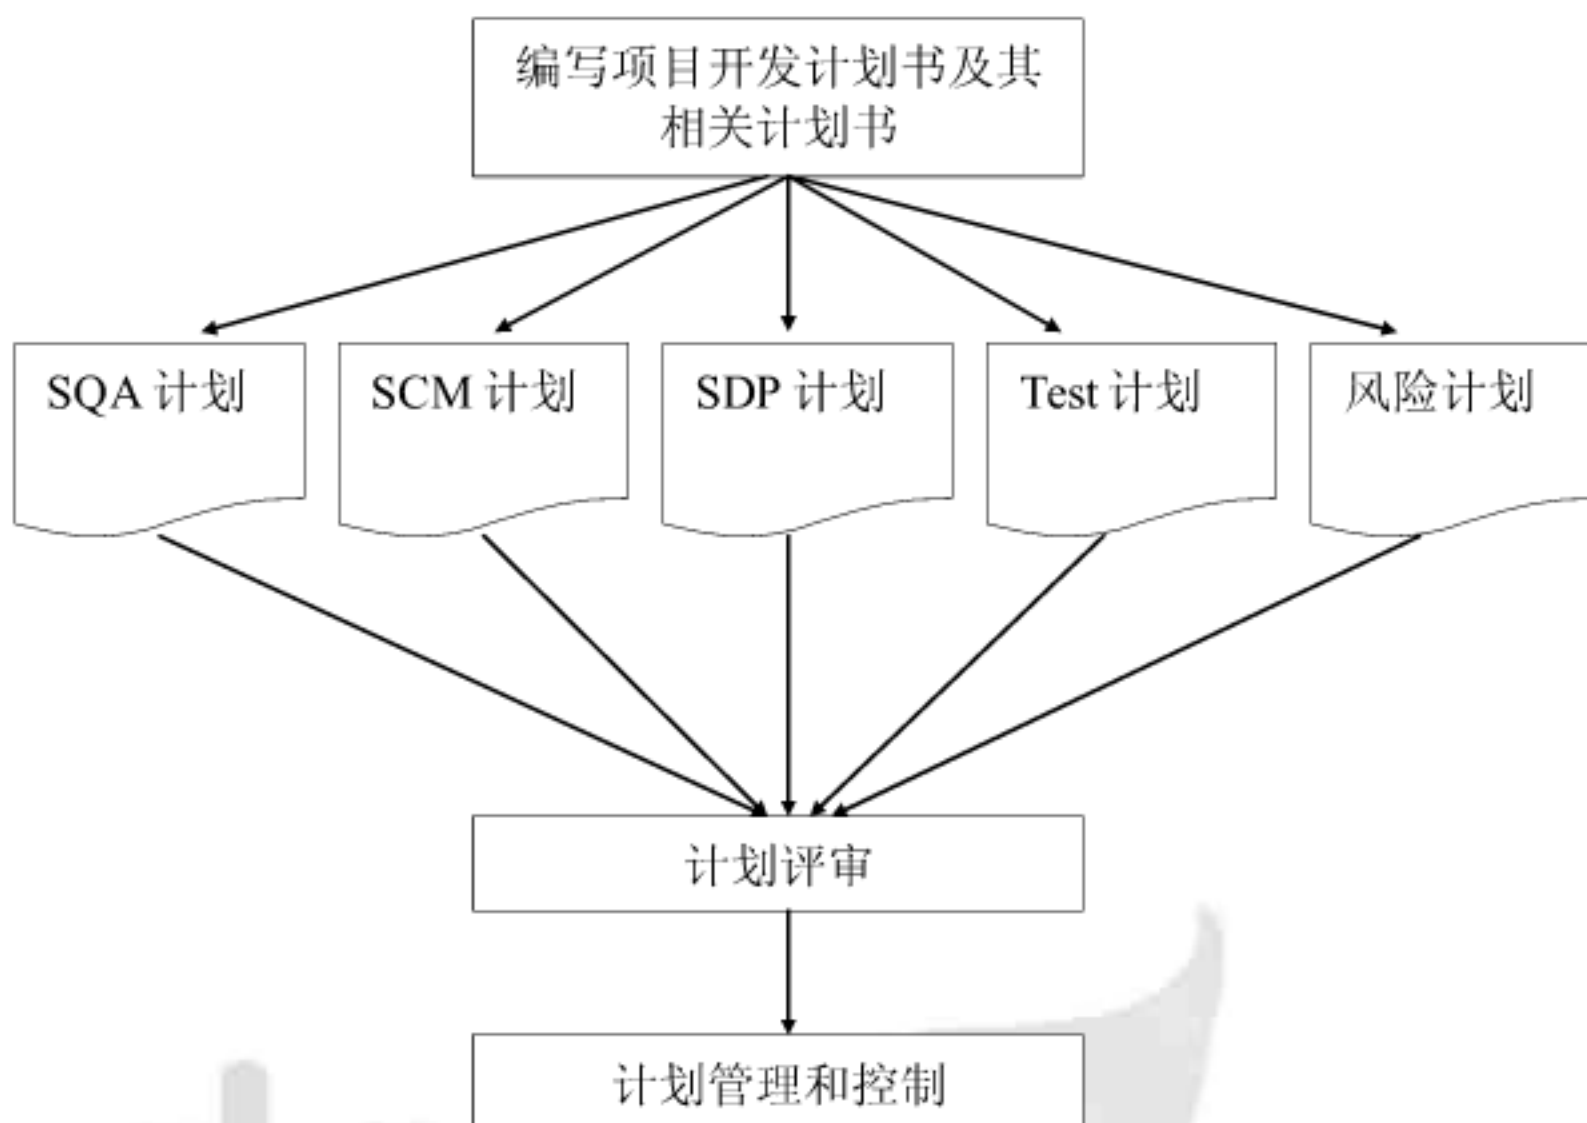 编写项目开发计划书及其
相关计划书
SQA 计划
SCM 计划
SDP 计划
Test 计划
风险计划
计划评审
计划管理和控制